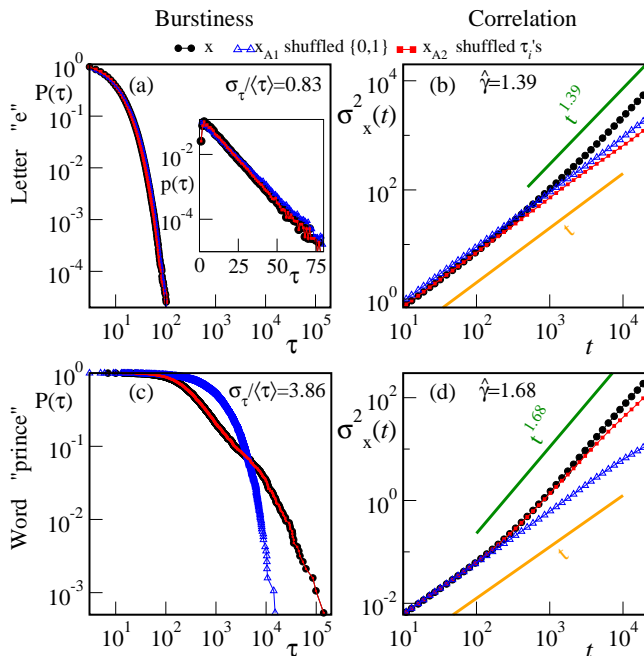 Burstiness Correlation
x x_{A1} shuffled {0,1} x_{A2} shuffled τ_i's
Letter "e"
10^0
P(τ)
10^{-1}
10^{-2}
10^{-3}
10^{-4}
(a) σ_τ/⟨τ⟩=0.83
10^{-2}
p(τ)
10^{-4}
0 25 50 75
τ
10^1 10^2 10^3 10^4 10^5
τ
10^4
σ^2_x(t)
10^2
10^0
(b) γ̂=1.39
t^{1.39}
t
10^1 10^2 10^3 10^4
t
Word "prince"
10^0
P(τ)
10^{-1}
10^{-2}
10^{-3}
(c) σ_τ/⟨τ⟩=3.86
10^1 10^2 10^3 10^4 10^5
τ
10^2
σ^2_x(t)
10^0
10^{-2}
(d) γ̂=1.68
t^{1.68}
t
10^1 10^2 10^3 10^4
t